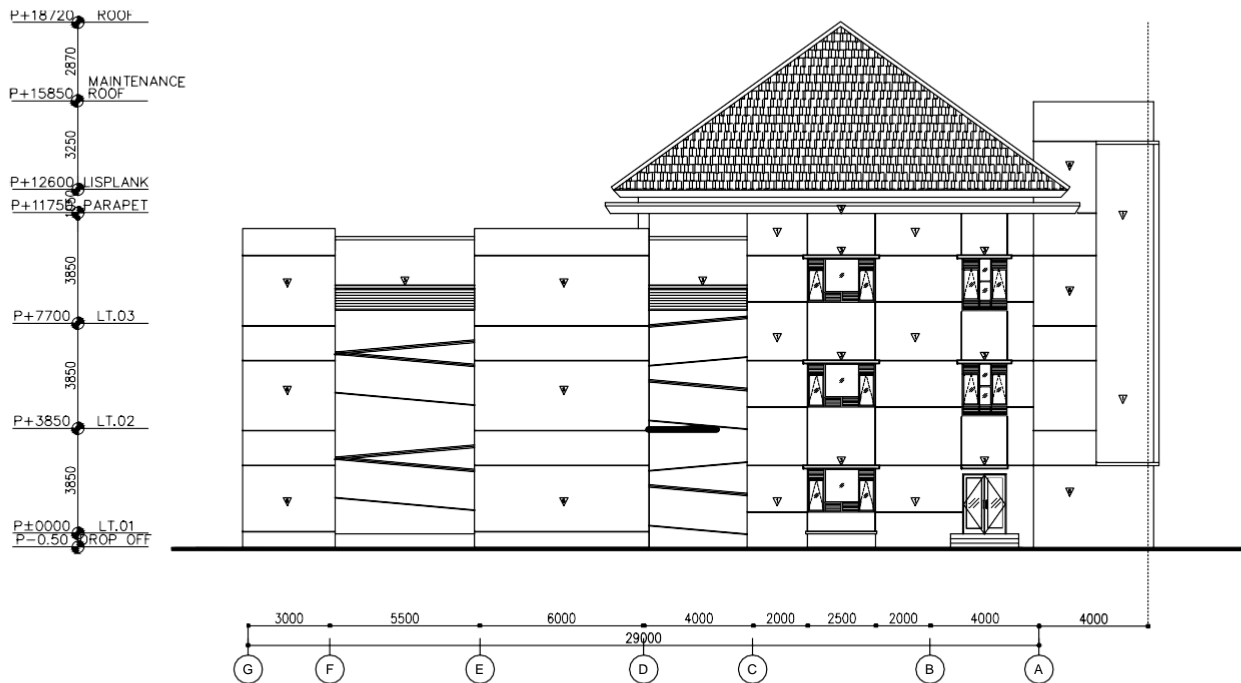 P+18720 ROOF
2870
MAINTENANCE
P+15850 ROOF
3250
P+12600 LISPLANK
P+11750 PARAPET
3850
P+7700 LT.03
3850
P+3850 LT.02
3850
P±0000 LT.01
P-0.50 DROP OFF
3000 5500 6000 4000 2000 2500 2000 4000 4000
29000
G F E D C B A